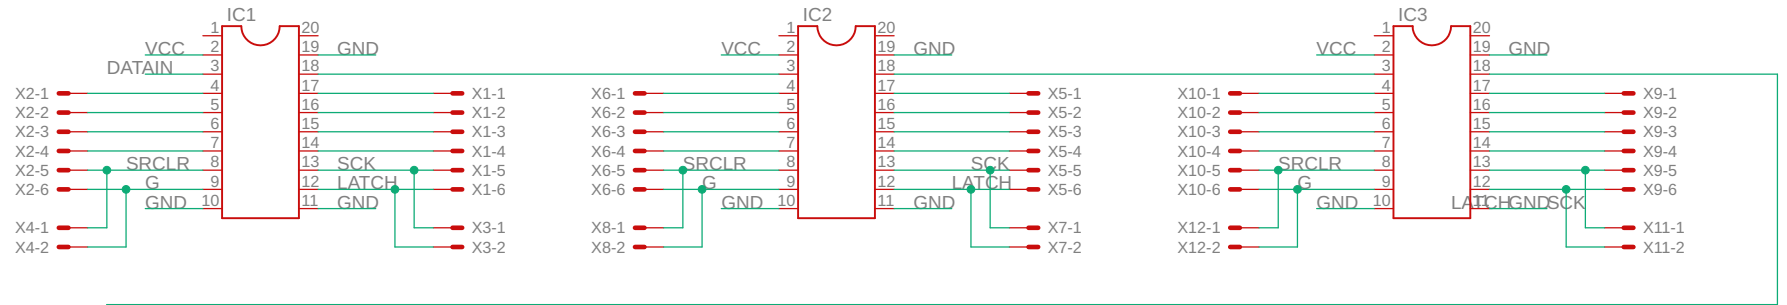 IC1 IC2 IC3
1 20 1 20 1 20
VCC 2 19 GND VCC 2 19 GND VCC 2 19 GND
DATAIN 3 18 3 18 3 18
X2-1 4 17 X1-1 X6-1 4 17 X5-1 X10-1 4 17 X9-1
X2-2 5 16 X1-2 X6-2 5 16 X5-2 X10-2 5 16 X9-2
X2-3 6 15 X1-3 X6-3 6 15 X5-3 X10-3 6 15 X9-3
X2-4 7 14 X1-4 X6-4 7 14 X5-4 X10-4 7 14 X9-4
X2-5 SRCLR 8 13 SCK X1-5 X6-5 SRCLR 8 13 SCK X5-5 X10-5 SRCLR 8 13 X9-5
X2-6 G 9 12 LATCH X1-6 X6-6 G 9 12 LATCH X5-6 X10-6 G 9 12 X9-6
GND 10 11 GND GND 10 11 GND GND 10 11 LATCH GND SCK
X4-1 X3-1 X8-1 X7-1 X12-1 X11-1
X4-2 X3-2 X8-2 X7-2 X12-2 X11-2